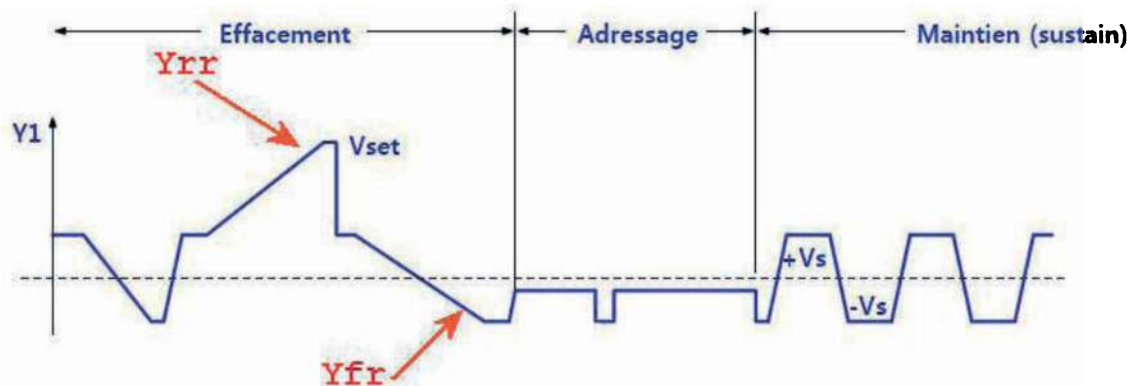 Effacement
Adressage
Maintien (sustain)
Yrr
Y1
Vset
+Vs
-Vs
Yfr